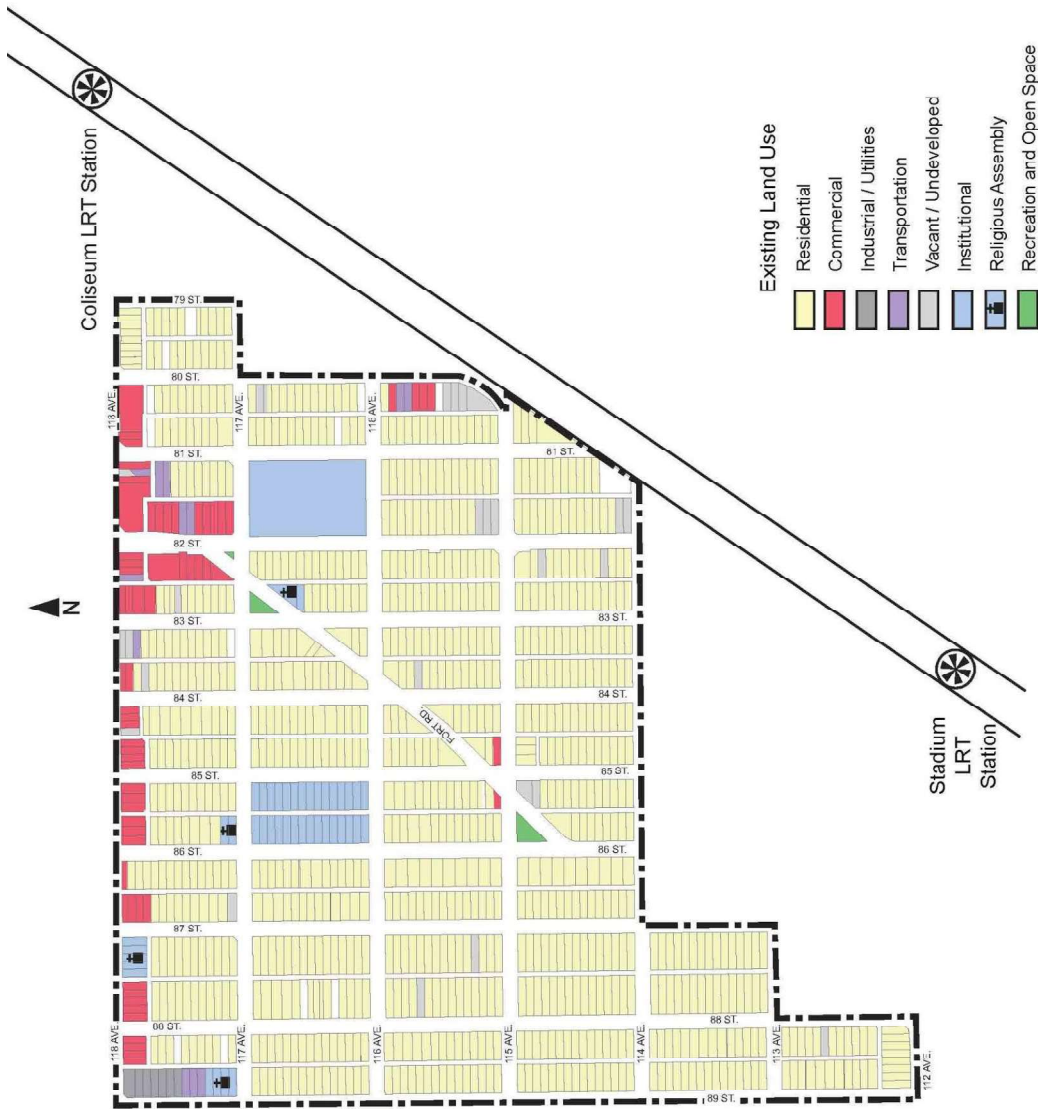 Coliseum LRT Station
79 ST.
118 AVE.
80 ST.
117 AVE.
116 AVE.
81 ST.
81 ST.
82 ST.
N
83 ST.
83 ST.
84 ST.
84 ST.
FORT RD.
85 ST.
85 ST.
86 ST.
86 ST.
87 ST.
88 ST.
88 ST.
118 AVE.
117 AVE.
116 AVE.
115 AVE.
114 AVE.
113 AVE.
112 AVE.
89 ST.
Stadium
LRT
Station
Existing Land Use
Residential
Commercial
Industrial / Utilities
Transportation
Vacant / Undeveloped
Institutional
Religious Assembly
Recreation and Open Space